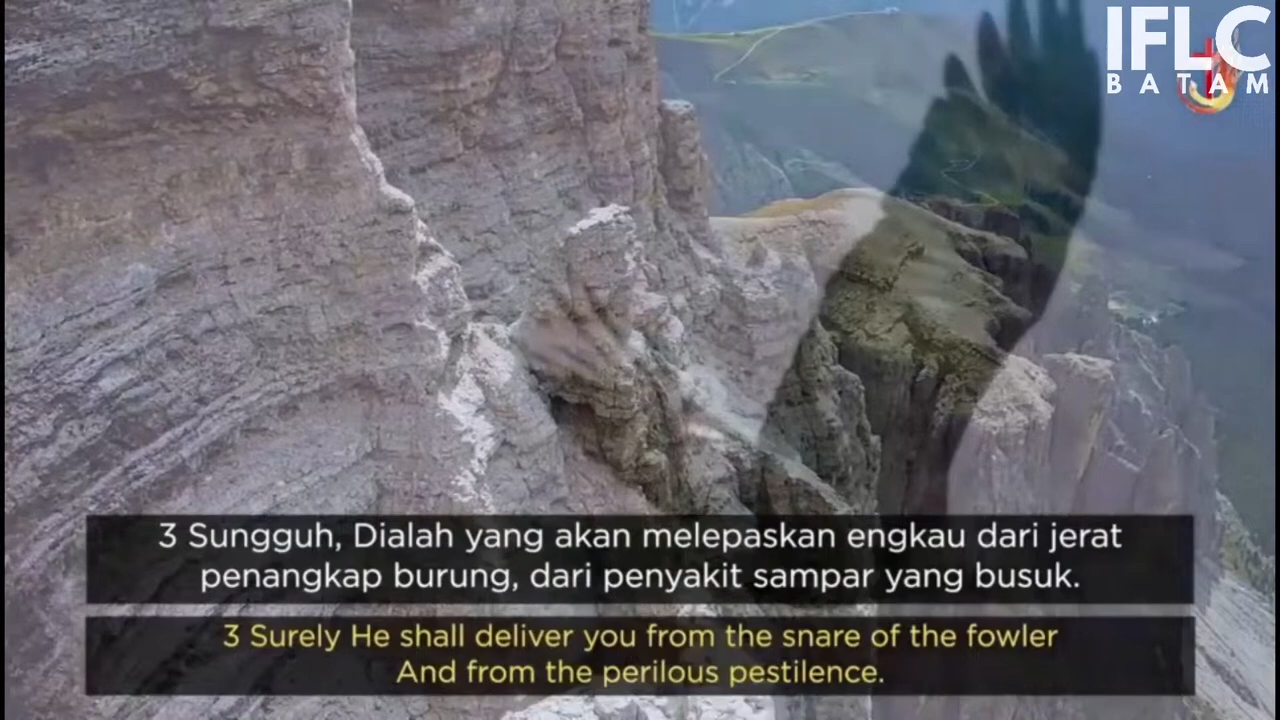 IFLC
BATAM
3 Sungguh, Dialah yang akan melepaskan engkau dari jerat
penangkap burung, dari penyakit sampar yang busuk.
3 Surely He shall deliver you from the snare of the fowler
And from the perilous pestilence.